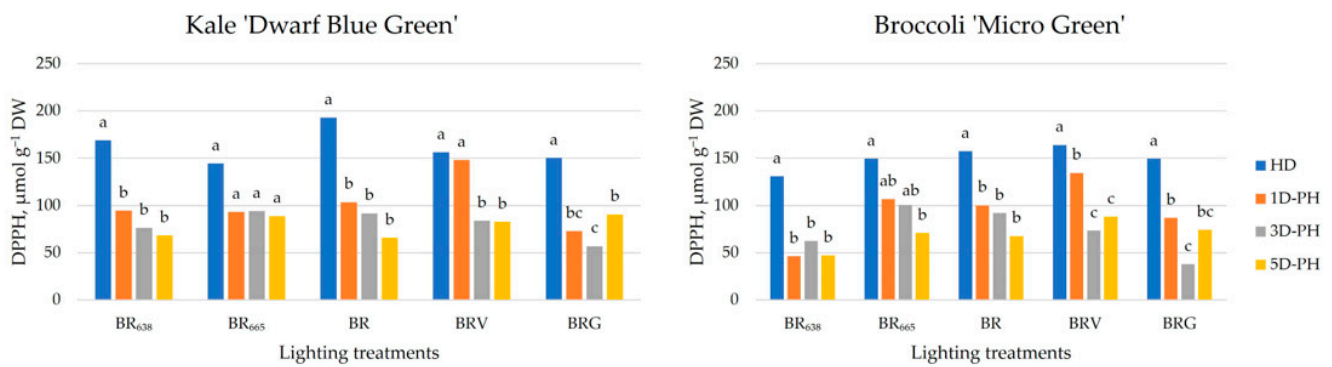 Kale 'Dwarf Blue Green'
DPPH, µmol g⁻¹ DW
250
200
150
100
50
0
a
b
b
b
a
a
a
a
a
b
b
b
a
a
b
b
a
bc
c
b
BR₆₃₈
BR₆₆₅
BR
BRV
BRG
Lighting treatments
Broccoli 'Micro Green'
DPPH, µmol g⁻¹ DW
250
200
150
100
50
0
a
b
b
b
a
ab
ab
b
a
b
b
b
a
b
c
c
a
b
c
bc
BR₆₃₈
BR₆₆₅
BR
BRV
BRG
Lighting treatments
HD
1D-PH
3D-PH
5D-PH